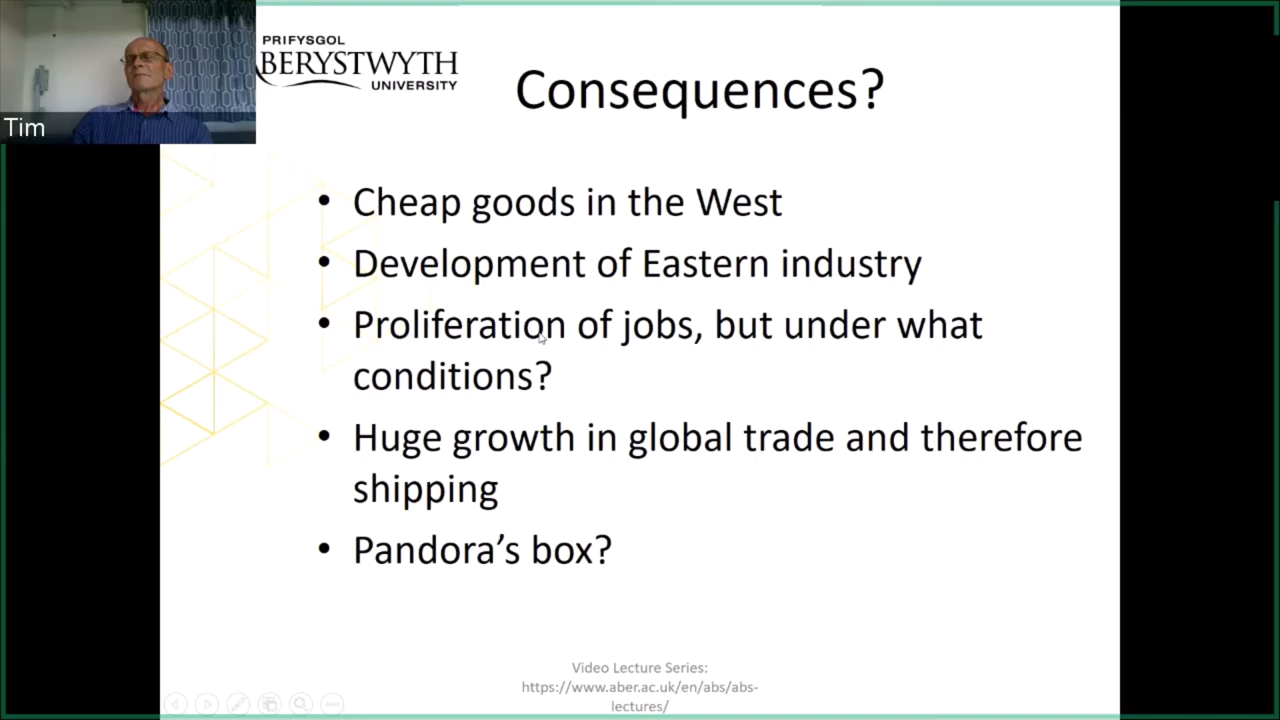 PRIFYSGOL
ABERYSTWYTH
UNIVERSITY
Consequences?
Tim
• Cheap goods in the West
• Development of Eastern industry
• Proliferation of jobs, but under what
conditions?
• Huge growth in global trade and therefore
shipping
• Pandora’s box?
Video Lecture Series:
https://www.aber.ac.uk/en/abs/abs-
lectures/